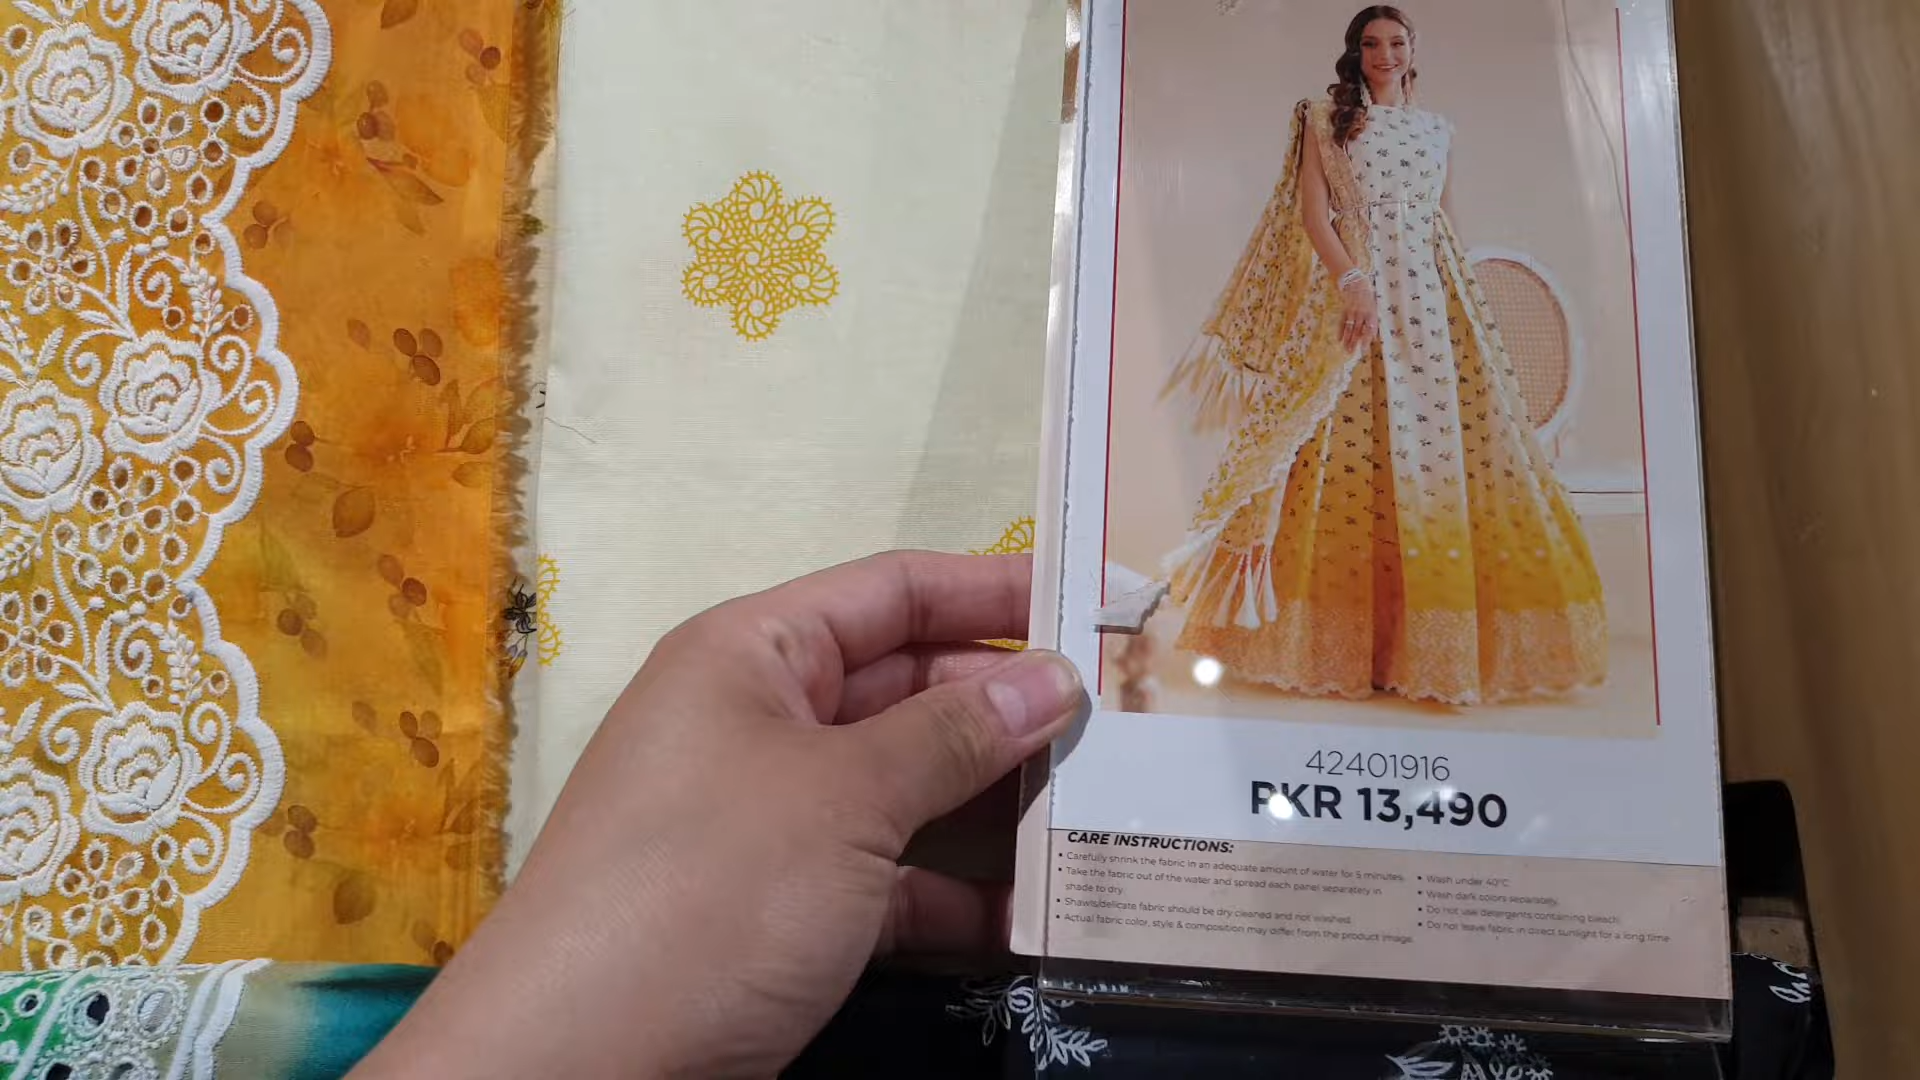 42401916
PKR 13,490
CARE INSTRUCTIONS:
• Carefully shrink the fabric in an adequate amount of water for 5 minutes.
• Take the fabric out of the water and spread each panel separately in
shade to dry.
• Shawls/delicate fabric should be dry cleaned and not washed.
• Actual fabric color, style & composition may differ from the product image.
• Wash under 40°C
• Wash dark colors separately.
• Do not use detergents containing bleach
• Do not leave fabric in direct sunlight for a long time